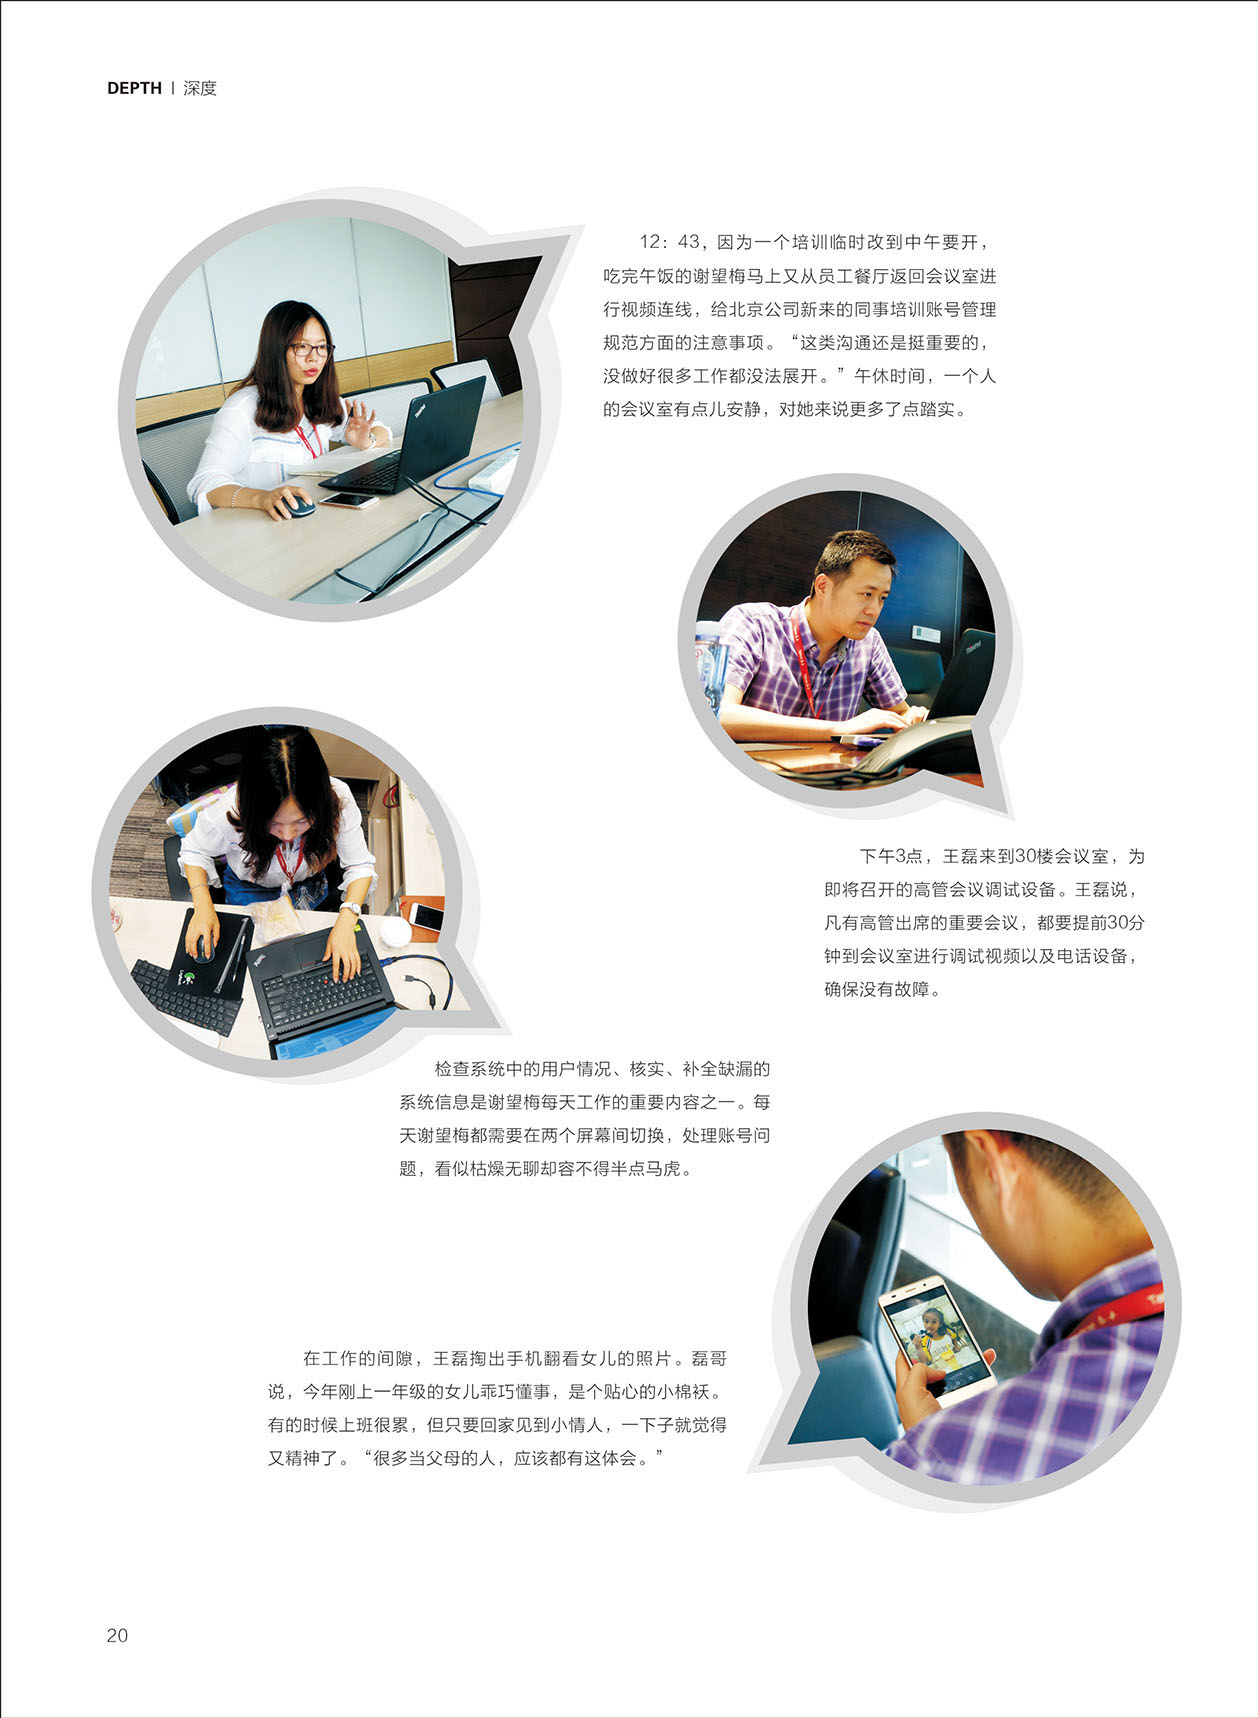 DEPTH | 深度
12：43，因为一个培训临时改到中午要开，
吃完午饭的谢望梅马上又从员工餐厅返回会议室进
行视频连线，给北京公司新来的同事培训账号管理
规范方面的注意事项。“这类沟通还是挺重要的，
没做好很多工作都没法展开。”午休时间，一个人
的会议室有点儿安静，对她来说更多了点踏实。
ThinkPad
ThinkPad
下午3点，王磊来到30楼会议室，为
即将召开的高管会议调试设备。王磊说，
凡有高管出席的重要会议，都要提前30分
钟到会议室进行调试视频以及电话设备，
确保没有故障。
Logitech
ThinkPad
检查系统中的用户情况、核实、补全缺漏的
系统信息是谢望梅每天工作的重要内容之一。每
天谢望梅都需要在两个屏幕间切换，处理账号问
题，看似枯燥无聊却容不得半点马虎。
在工作的间隙，王磊掏出手机翻看女儿的照片。磊哥
说，今年刚上一年级的女儿乖巧懂事，是个贴心的小棉袄。
有的时候上班很累，但只要回家见到小情人，一下子就觉得
又精神了。“很多当父母的人，应该都有这体会。”
20